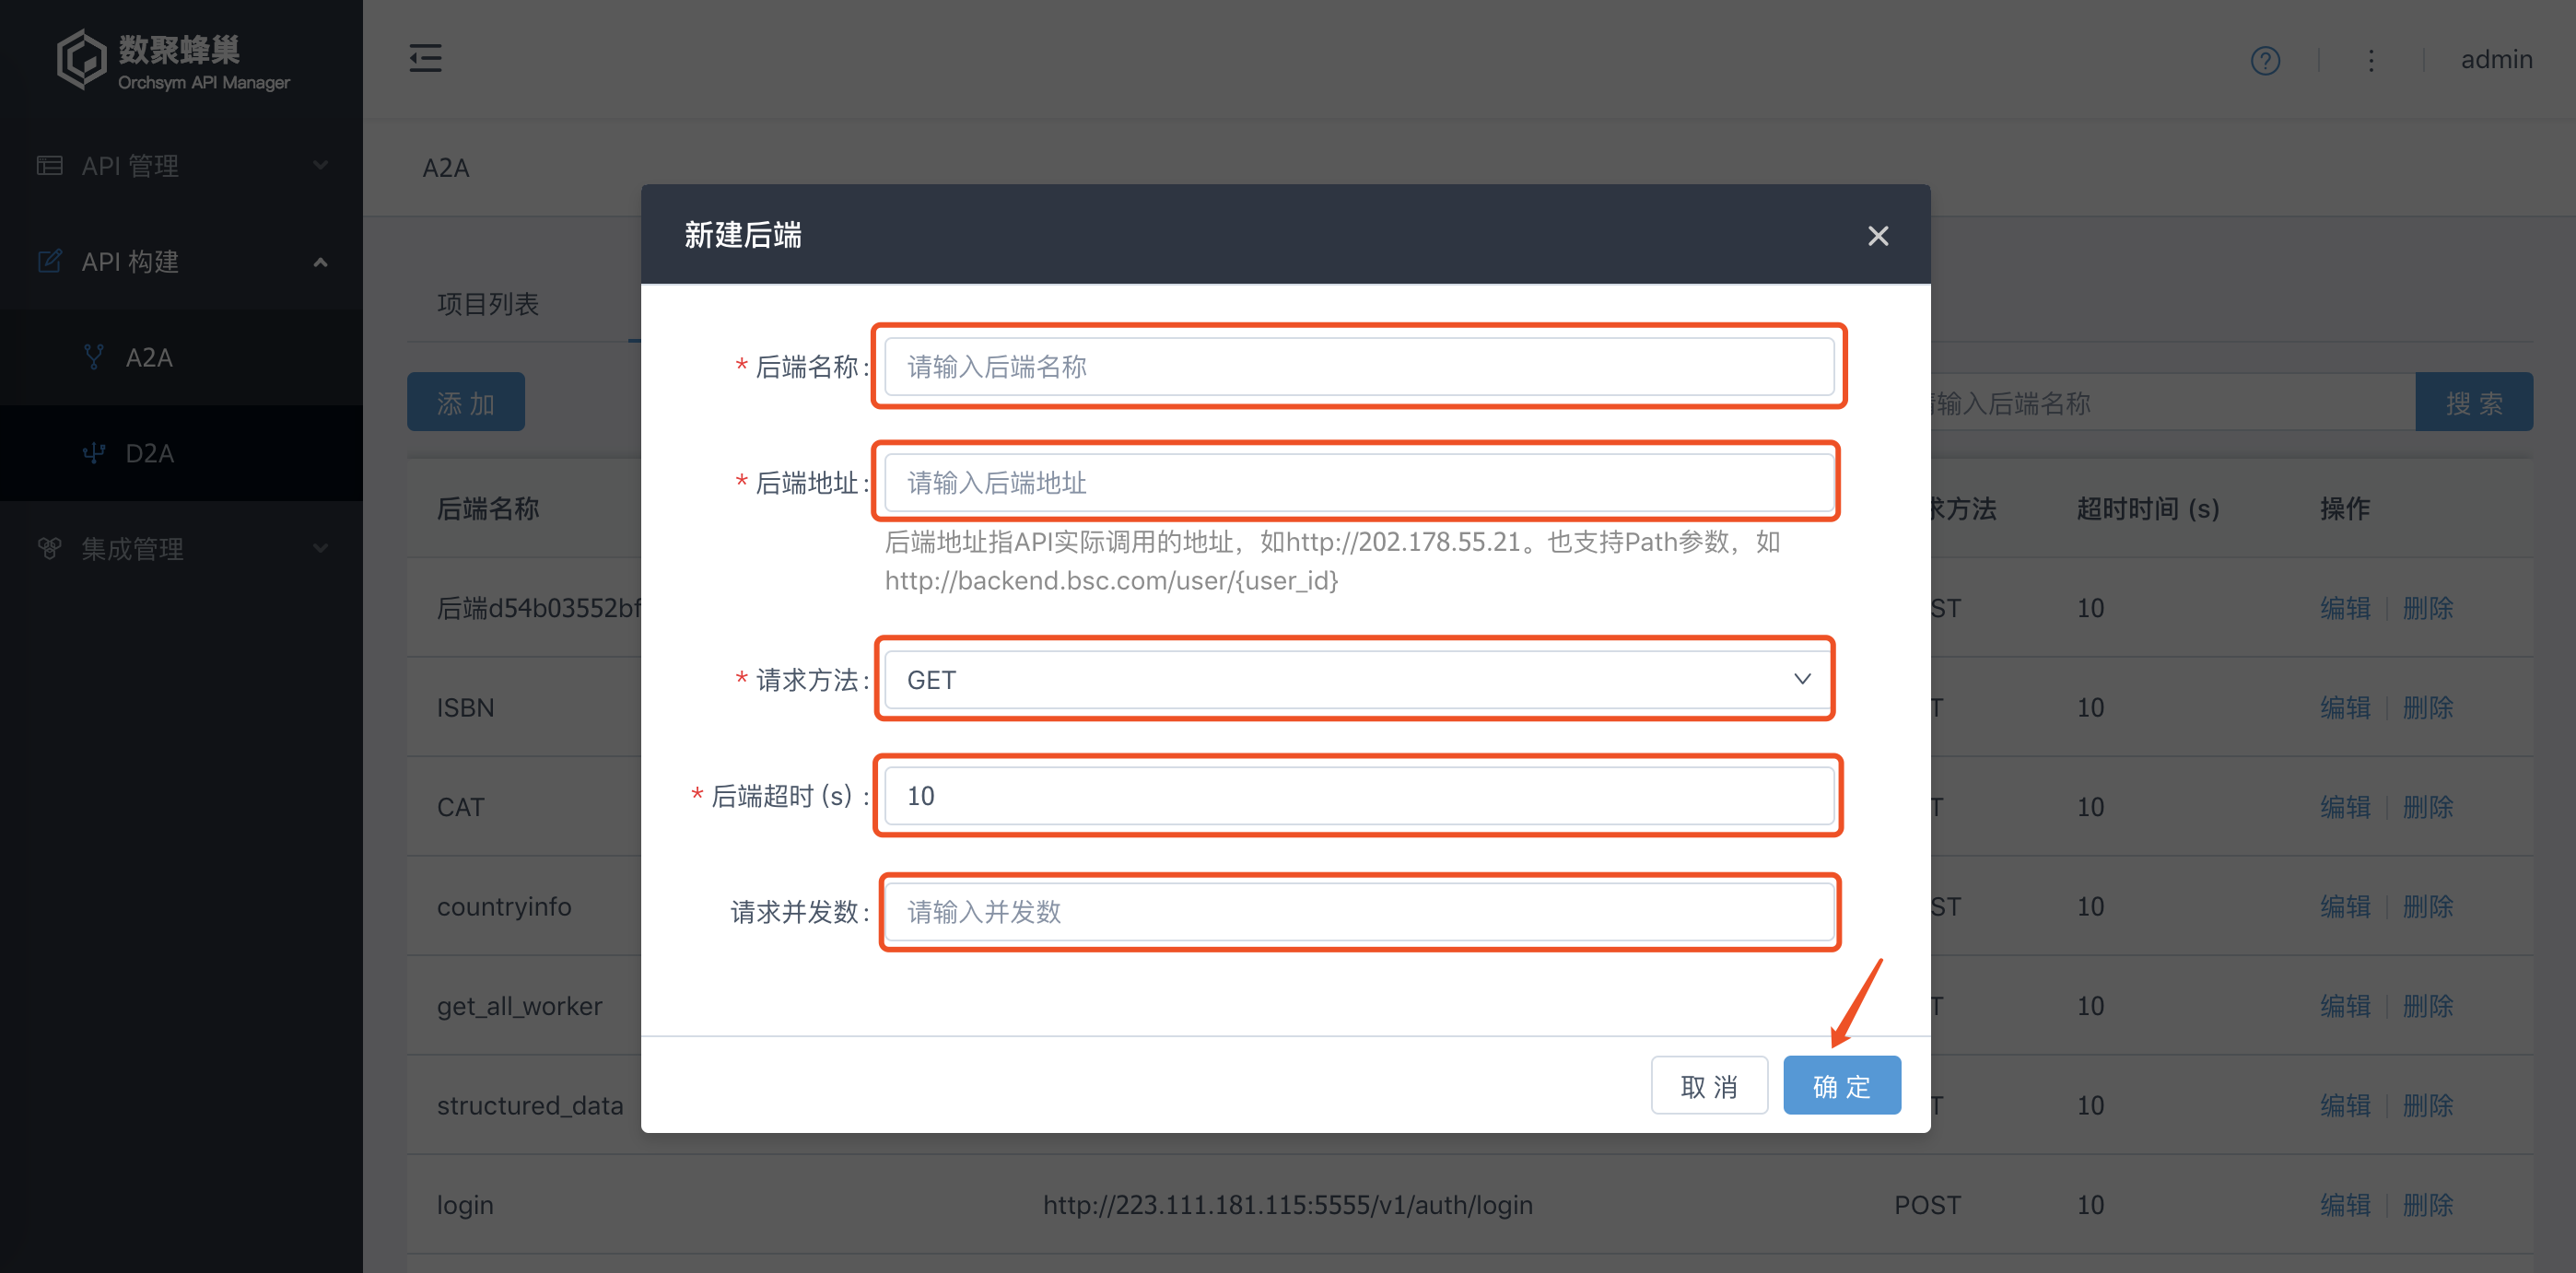 数聚蜂巢
Orchsym API Manager
admin
API 管理
API 构建
A2A
D2A
集成管理
A2A
项目列表
添 加
输入后端名称
搜 索
后端名称
求方法
超时时间 (s)
操作
后端d54b03552bf
ST
10
编辑
删除
ISBN
T
10
编辑
删除
CAT
T
10
编辑
删除
countryinfo
ST
10
编辑
删除
get_all_worker
T
10
编辑
删除
structured_data
T
10
编辑
删除
login
http://223.111.181.115:5555/v1/auth/login
POST
10
编辑
删除
新建后端
* 后端名称:
请输入后端名称
* 后端地址:
请输入后端地址
后端地址指API实际调用的地址，如http://202.178.55.21。也支持Path参数，如
http://backend.bsc.com/user/{user_id}
* 请求方法:
GET
* 后端超时 (s) :
10
请求并发数:
请输入并发数
取 消
确 定